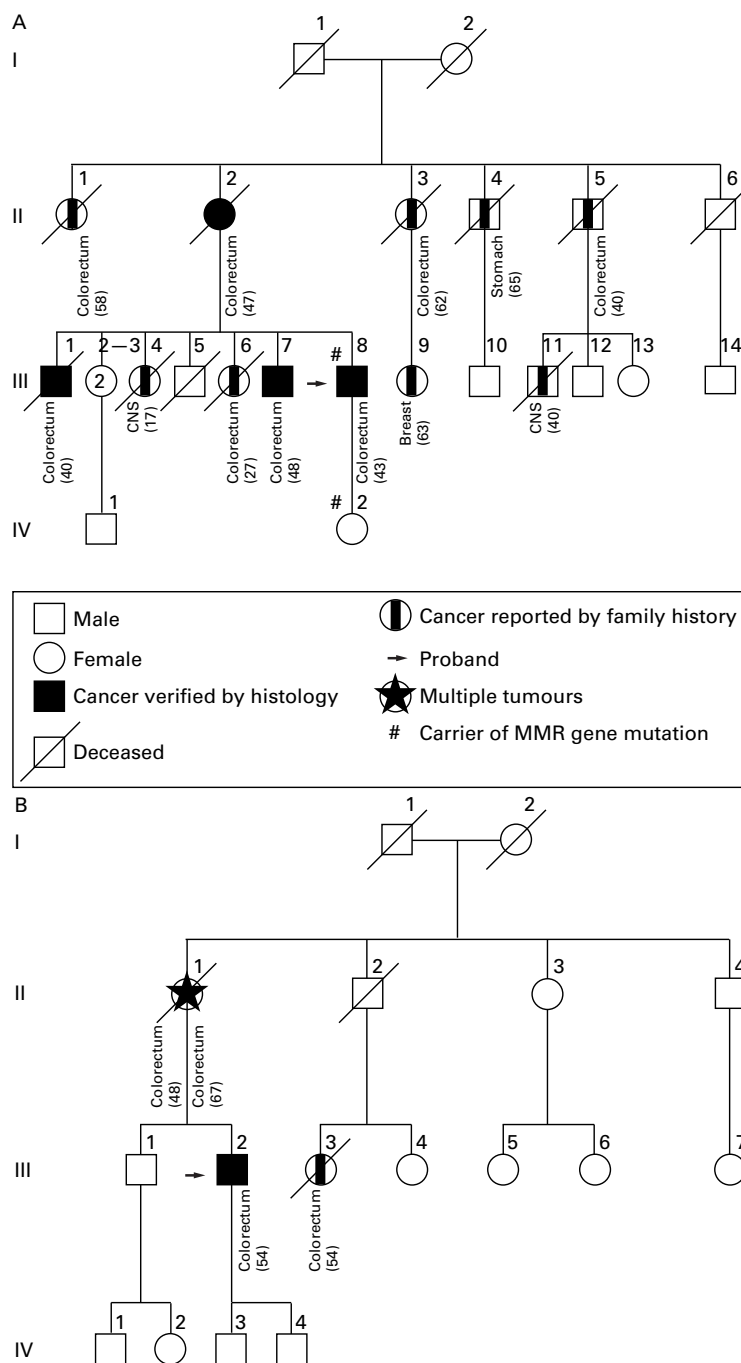 A
I
1 2
II
1 2 3 4 5 6
Colorectum (58)
Colorectum (47)
Colorectum (62)
Stomach (65)
Colorectum (40)
III
1 2–3 4 5 6 7 # 8 9 10 11 12 13 14
2
Colorectum (40)
CNS (17)
Colorectum (27)
Colorectum (48)
Colorectum (43)
Breast (63)
CNS (40)
IV
1 # 2
Male
Female
Cancer verified by histology
Deceased
Cancer reported by family history
Proband
Multiple tumours
# Carrier of MMR gene mutation
B
I
1 2
II
1 2 3 4
Colorectum (48)
Colorectum (67)
III
1 2 3 4 5 6 7
Colorectum (54)
Colorectum (54)
IV
1 2 3 4